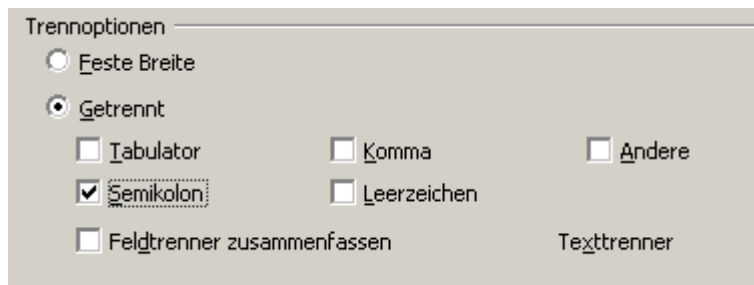 Trennoptionen
Feste Breite
Getrennt
Tabulator Komma Andere
Semikolon Leerzeichen
Feldtrenner zusammenfassen Texttrenner